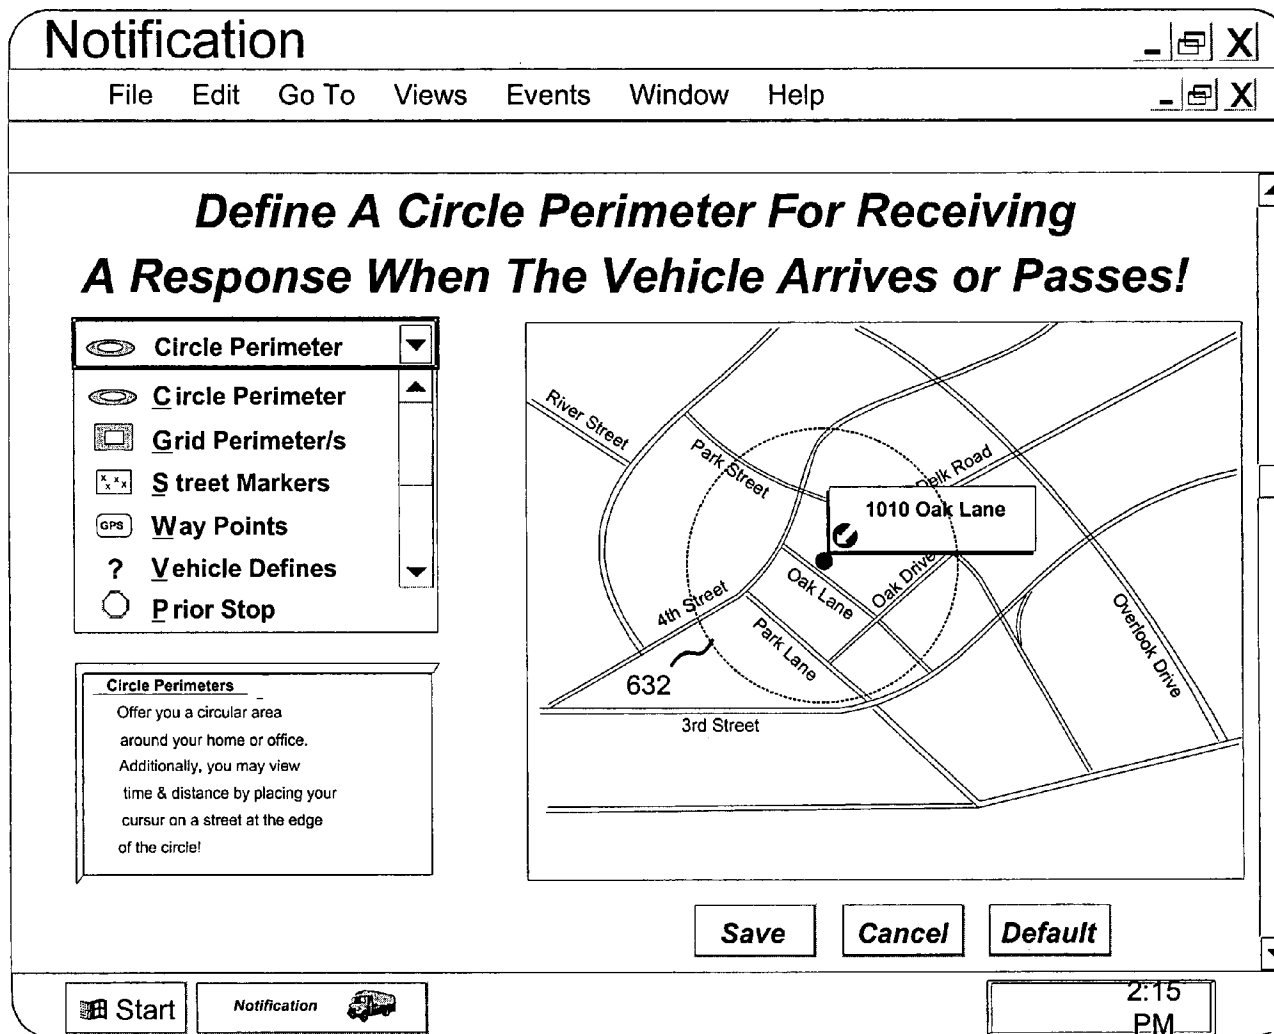 Notification
File Edit Go To Views Events Window Help
Define A Circle Perimeter For Receiving
A Response When The Vehicle Arrives or Passes!
Circle Perimeter
Circle Perimeter
Grid Perimeter/s
Street Markers
GPS Way Points
? Vehicle Defines
Prior Stop
Circle Perimeters
Offer you a circular area
around your home or office.
Additionally, you may view
time & distance by placing your
cursur on a street at the edge
of the circle!
River Street
Park Street
Delk Road
1010 Oak Lane
Oak Lane
Oak Drive
4th Street
Park Lane
Overlook Drive
632
3rd Street
Save Cancel Default
Start Notification
2:15
PM